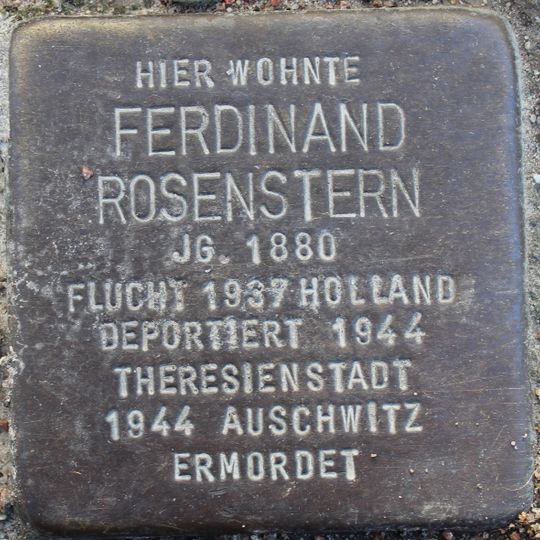 HIER WOHNTE
FERDINAND
ROSENSTERN
JG. 1880
FLUCHT 1937 HOLLAND
DEPORTIERT 1944
THERESIENSTADT
1944 AUSCHWITZ
ERMORDET